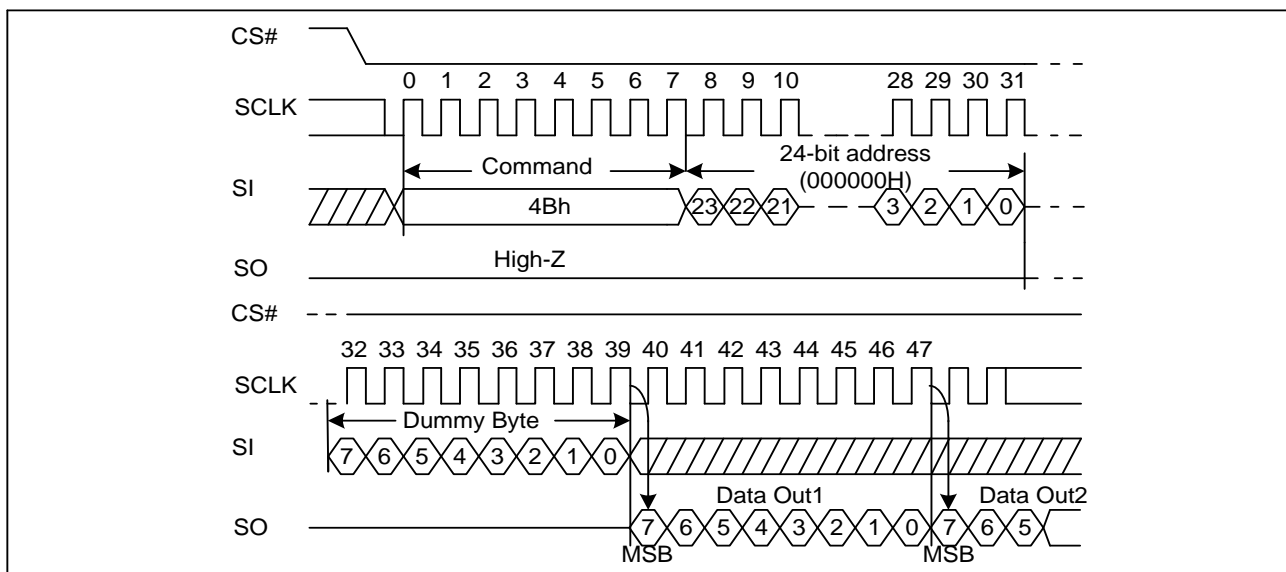 CS#
0 1 2 3 4 5 6 7 8 9 10 28 29 30 31
SCLK
Command
24-bit address
(000000H)
SI
4Bh
23 22 21 3 2 1 0
High-Z
SO
CS#
32 33 34 35 36 37 38 39 40 41 42 43 44 45 46 47
SCLK
Dummy Byte
SI
7 6 5 4 3 2 1 0
Data Out1 Data Out2
SO
7 6 5 4 3 2 1 0 7 6 5
MSB MSB